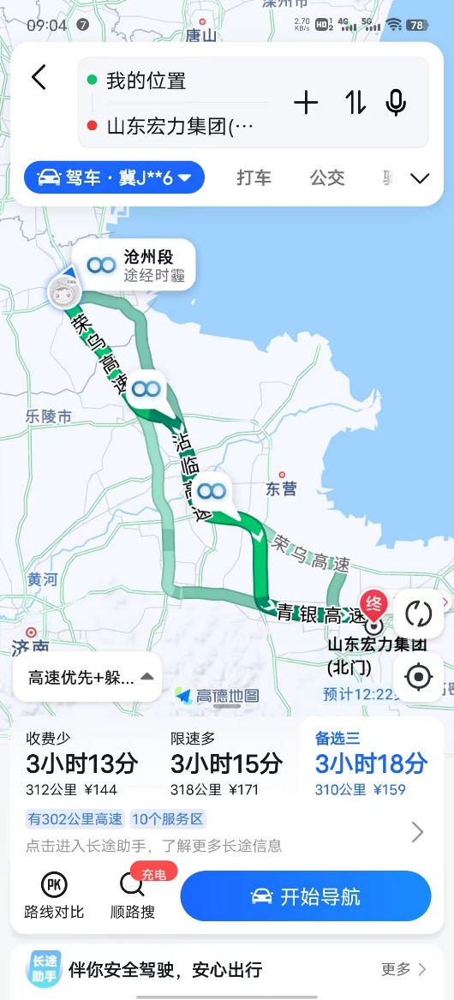 09:04
7
2.70
KB/s
HD
4G
5G
78
唐山
我的位置
山东宏力集团(…
驾车·冀J**6
打车
公交
沧州段
途经时霾
荣乌高速
乐陵市
沾临高速
东营
荣乌高速
黄河
青银高速
终
济南
山东宏力集团
(北门)
高速优先+躲...
高德地图
预计12:22
收费少
限速多
备选三
3小时13分
3小时15分
3小时18分
312公里 ¥144
318公里 ¥171
310公里 ¥159
有302公里高速
10个服务区
点击进入长途助手，了解更多长途信息
PK
充电
路线对比
顺路搜
开始导航
长途
助手
伴你安全驾驶，安心出行
更多